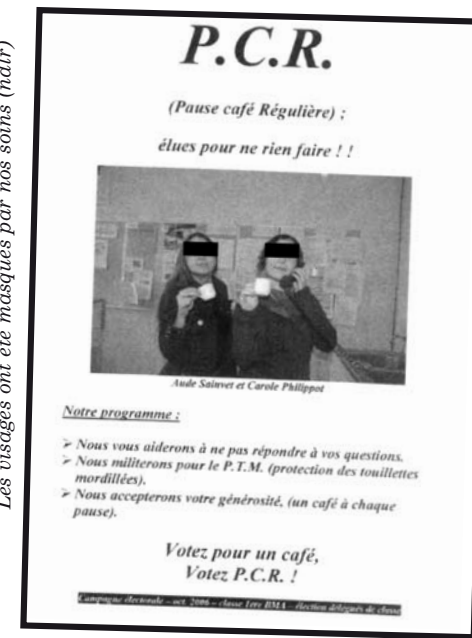 P.C.R.
(Pause café Régulière) :
élues pour ne rien faire ! !
Aude Sainvet et Carole Philippot
Notre programme :
➢ Nous vous aiderons à ne pas répondre à vos questions.
➢ Nous militerons pour le P.T.M. (protection des touillettes
mordillées).
➢ Nous accepterons votre générosité, (un café à chaque
pause).
Votez pour un café,
Votez P.C.R. !
Campagne électorale – oct. 2006 – classe 1ere BMA – élection délégués de classe
Les visages ont été masqués par nos soins (ndlr)